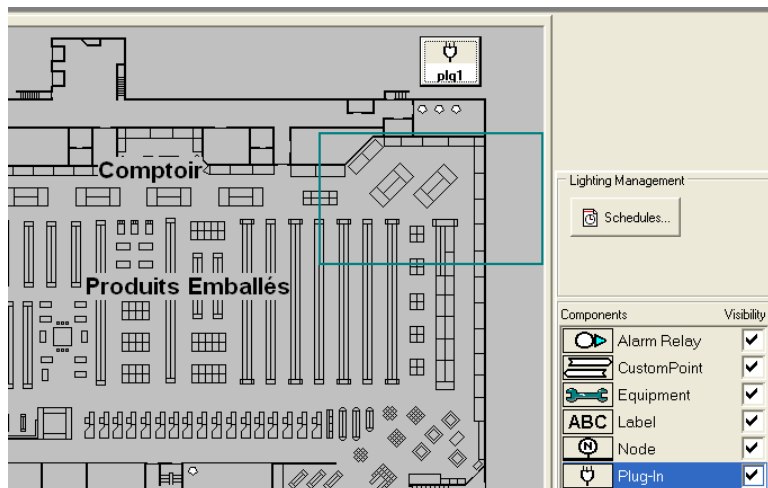 plg1
Comptoir
Produits Emballés
Lighting Management
Schedules...
Components Visibility
Alarm Relay
CustomPoint
Equipment
ABC Label
N Node
Plug-In